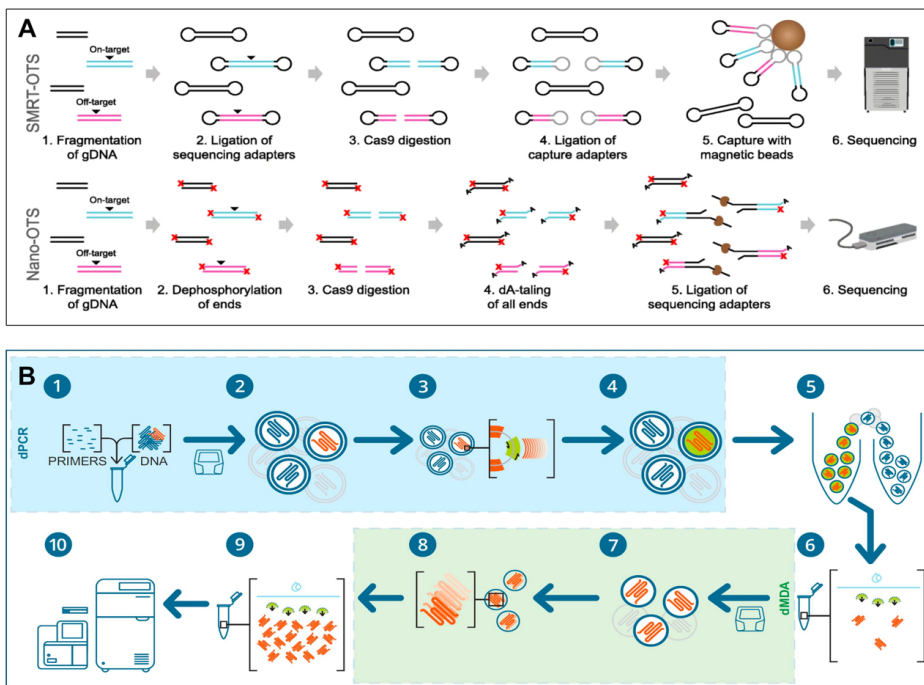 A
SMRT-OTS
On-target
Off-target
1. Fragmentation
of gDNA
2. Ligation of
sequencing adapters
3. Cas9 digestion
4. Ligation of
capture adapters
5. Capture with
magnetic beads
6. Sequencing
Nano-OTS
On-target
Off-target
1. Fragmentation
of gDNA
2. Dephosphorylation
of ends
3. Cas9 digestion
4. dA-taling
of all ends
5. Ligation of
sequencing adapters
6. Sequencing
B
dPCR
1
2
3
4
5
PRIMERS
DNA
10
9
8
7
6
dMDA